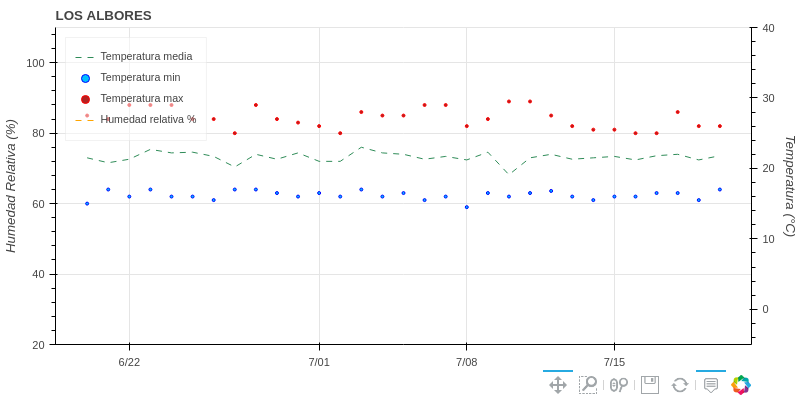 LOS ALBORES
Temperatura media
Temperatura min
Temperatura max
Humedad relativa %
Humedad Relativa (%)
100
80
60
40
20
Temperatura (°C)
40
30
20
10
0
6/22
7/01
7/08
7/15